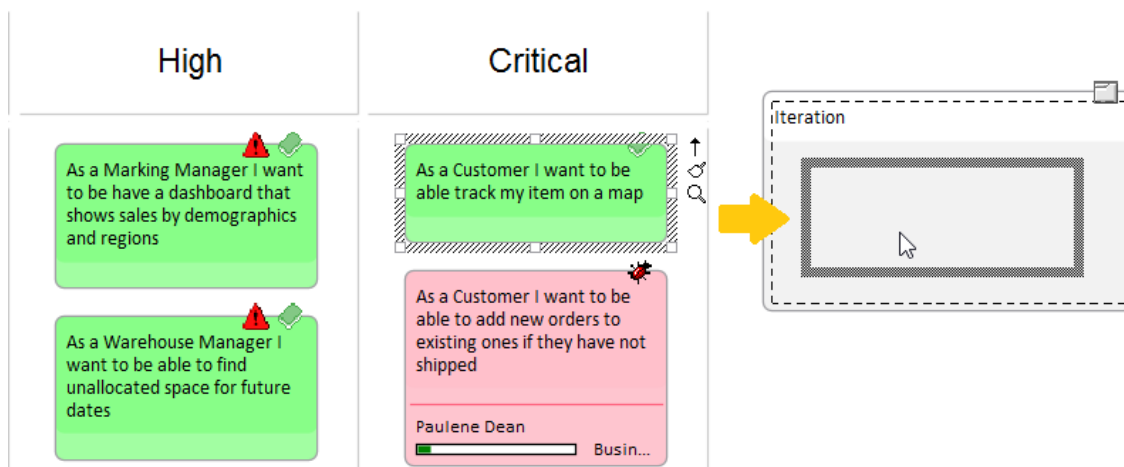 High
Critical
Iteration
As a Marking Manager I want
to be have a dashboard that
shows sales by demographics
and regions
As a Customer I want to be
able track my item on a map
As a Warehouse Manager I
want to be able to find
unallocated space for future
dates
As a Customer I want to be
able to add new orders to
existing ones if they have not
shipped
Paulene Dean
Busin...